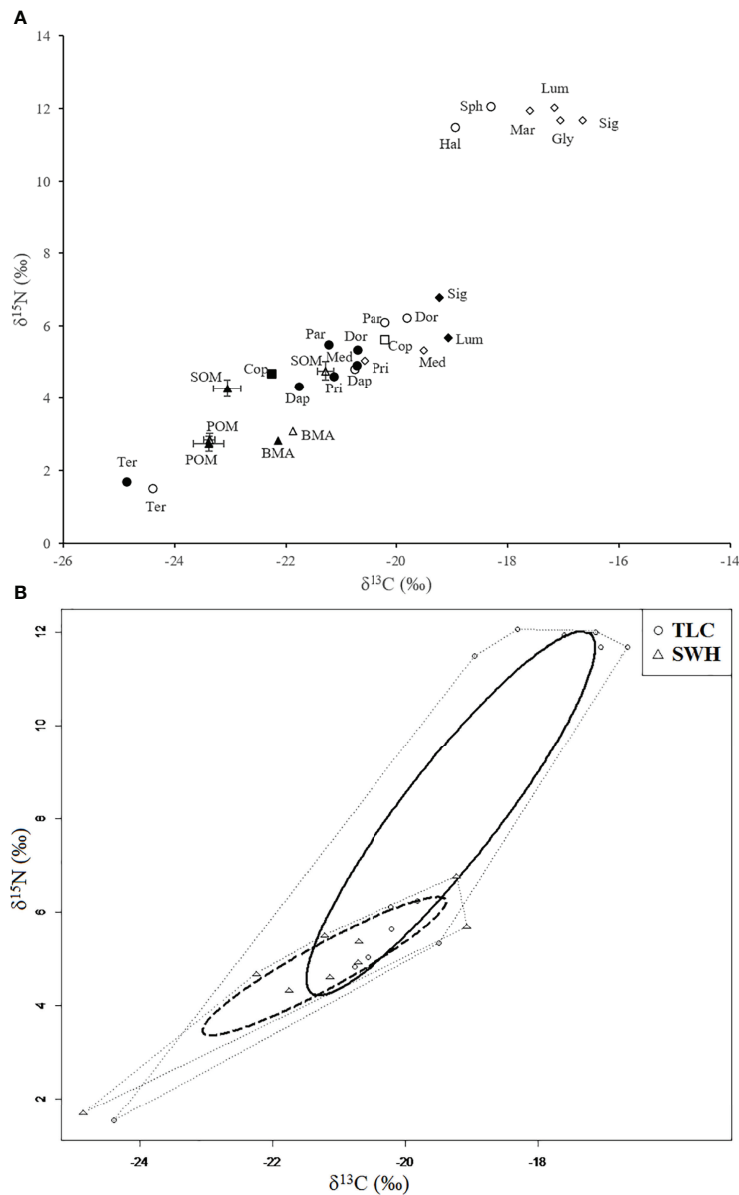 A
14
Lum
12
Sph
Mar
Sig
Gly
Hal
10
8
δ15N (‰)
Sig
6
Par
Dor
Par
Dor
Lum
SOM
Med
Cop
Med
Cop
Pri
SOM
Dap
Pri
Dap
4
POM
BMA
BMA
POM
Ter
2
Ter
0
-26
-24
-22
-20
-18
-16
-14
δ13C (‰)
B
TLC
SWH
12
10
8
6
4
2
δ15N (‰)
-24
-22
-20
-18
δ13C (‰)